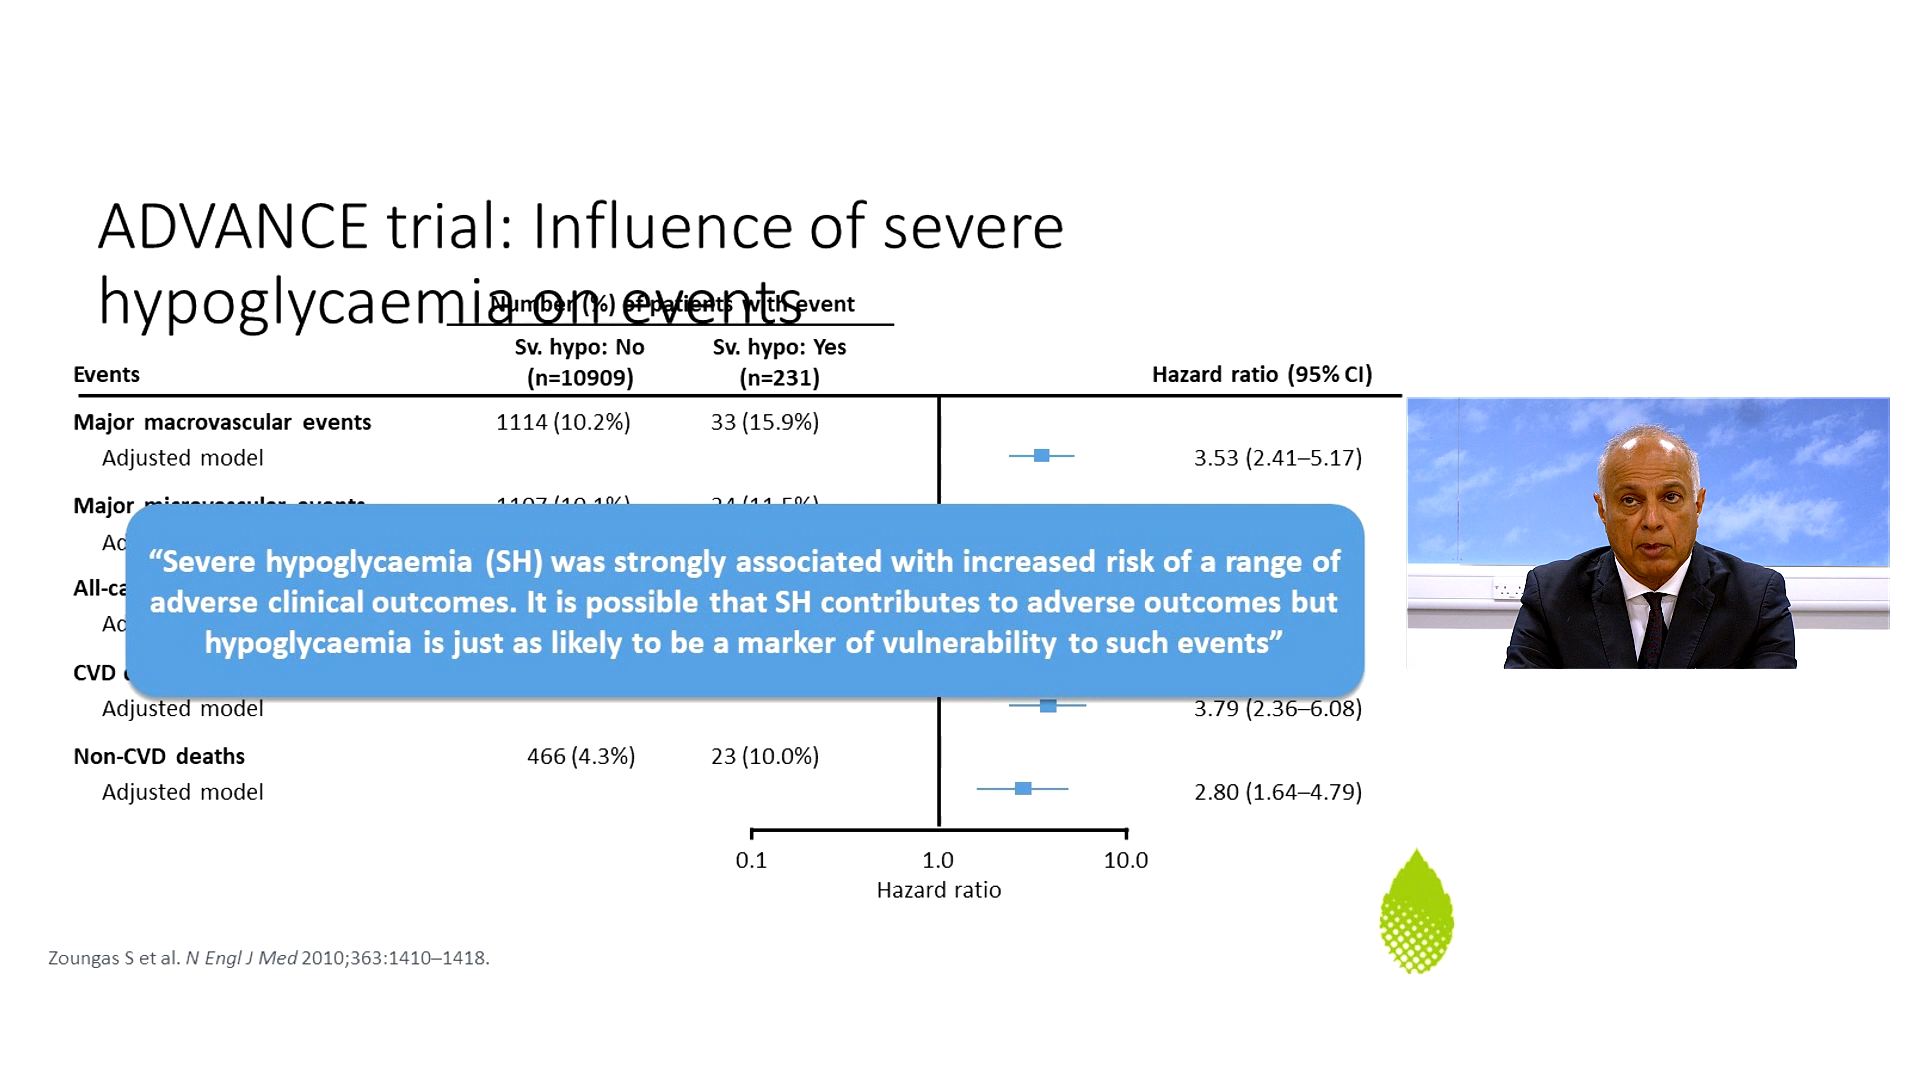 ADVANCE trial: Influence of severe
hypoglycaemia on events
Number (%) of patients with event
Sv. hypo: No Sv. hypo: Yes
Events (n=10909) (n=231) Hazard ratio (95% CI)
Major macrovascular events 1114 (10.2%) 33 (15.9%)
Adjusted model 3.53 (2.41–5.17)
Major microvascular events 1107 (10.1%) 24 (11.5%)
“Severe hypoglycaemia (SH) was strongly associated with increased risk of a range of
adverse clinical outcomes. It is possible that SH contributes to adverse outcomes but
hypoglycaemia is just as likely to be a marker of vulnerability to such events”
CVD
Adjusted model 3.79 (2.36–6.08)
Non-CVD deaths 466 (4.3%) 23 (10.0%)
Adjusted model 2.80 (1.64–4.79)
0.1 1.0 10.0
Hazard ratio
Zoungas S et al. N Engl J Med 2010;363:1410–1418.